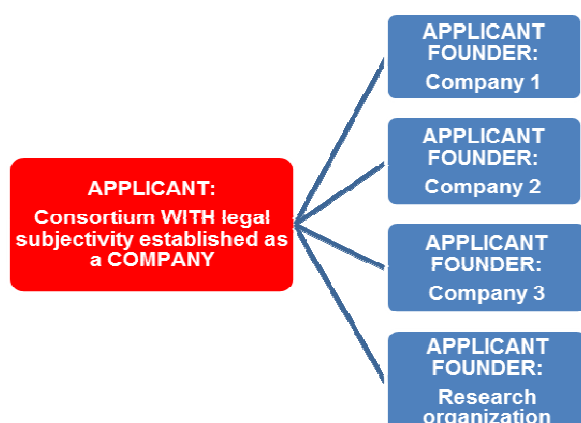 APPLICANT:
Consortium WITH legal
subjectivity established as
a COMPANY
APPLICANT
FOUNDER:
Company 1
APPLICANT
FOUNDER:
Company 2
APPLICANT
FOUNDER:
Company 3
APPLICANT
FOUNDER:
Research
organization